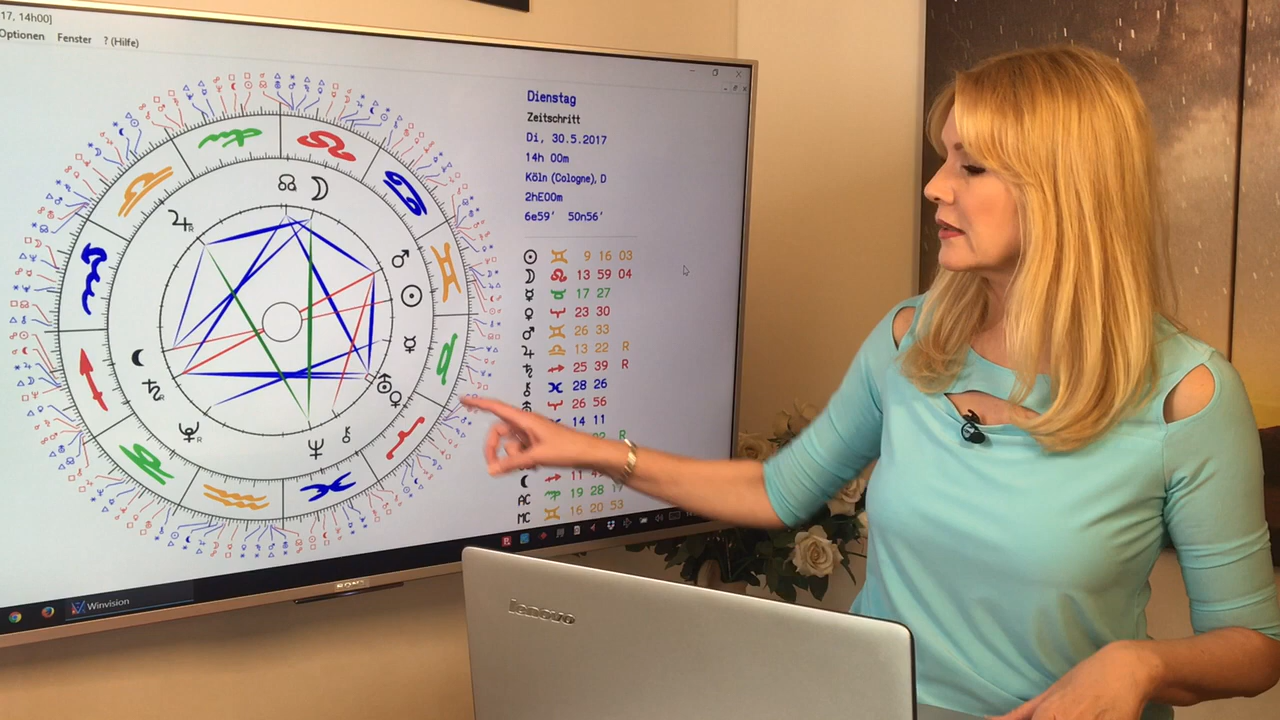 17, 14h00]
Optionen Fenster ? (Hilfe)
Dienstag
Zeitschritt
Di, 30.5.2017
14h 00m
Köln (Cologne), D
2hE00m
6e59' 50n56'
9 16 03
13 59 04
17 27
23 30
26 33
13 22 R
25 39 R
28 26
26 56
14 11
R
11
AC 19 28
MC 16 20 53
R
R
R
SONY
Winvision
lenovo